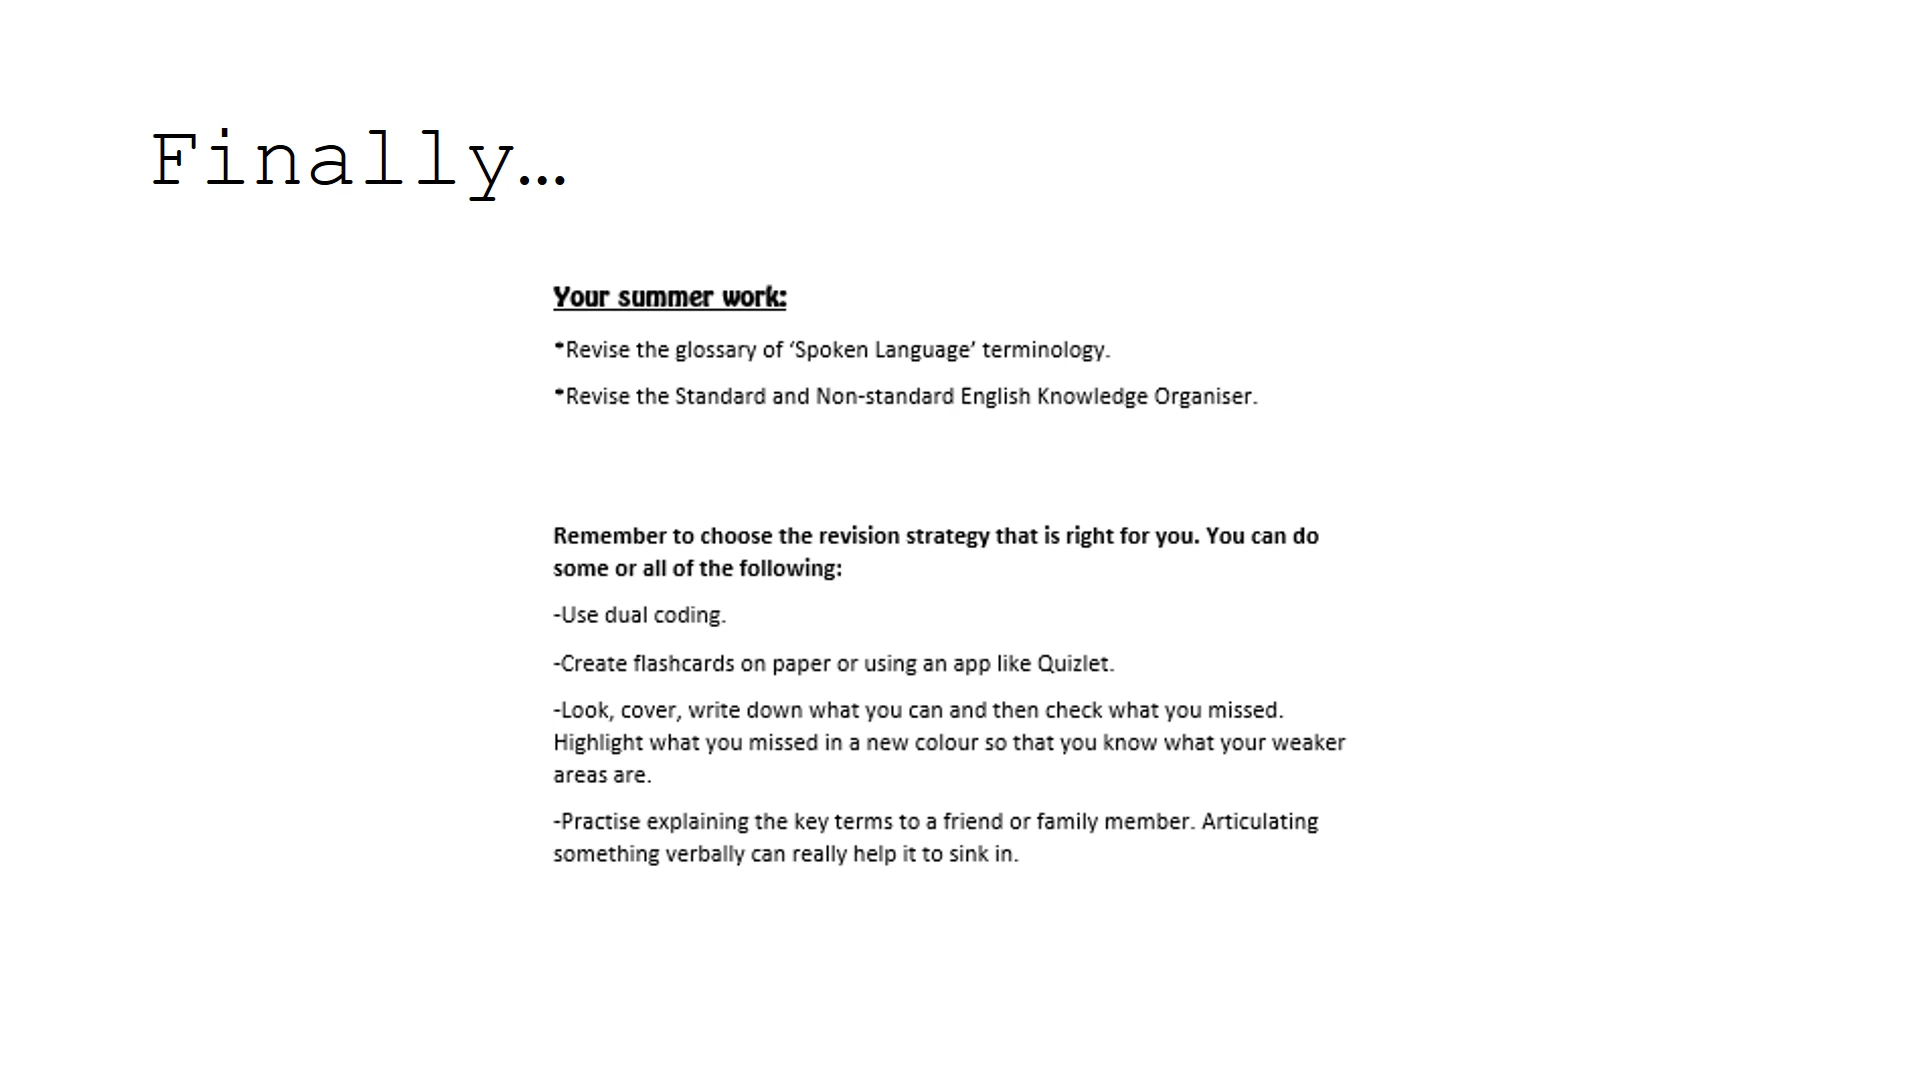 Finally…
Your summer work:
*Revise the glossary of ‘Spoken Language’ terminology.
*Revise the Standard and Non-standard English Knowledge Organiser.
Remember to choose the revision strategy that is right for you. You can do
some or all of the following:
-Use dual coding.
-Create flashcards on paper or using an app like Quizlet.
-Look, cover, write down what you can and then check what you missed.
Highlight what you missed in a new colour so that you know what your weaker
areas are.
-Practise explaining the key terms to a friend or family member. Articulating
something verbally can really help it to sink in.